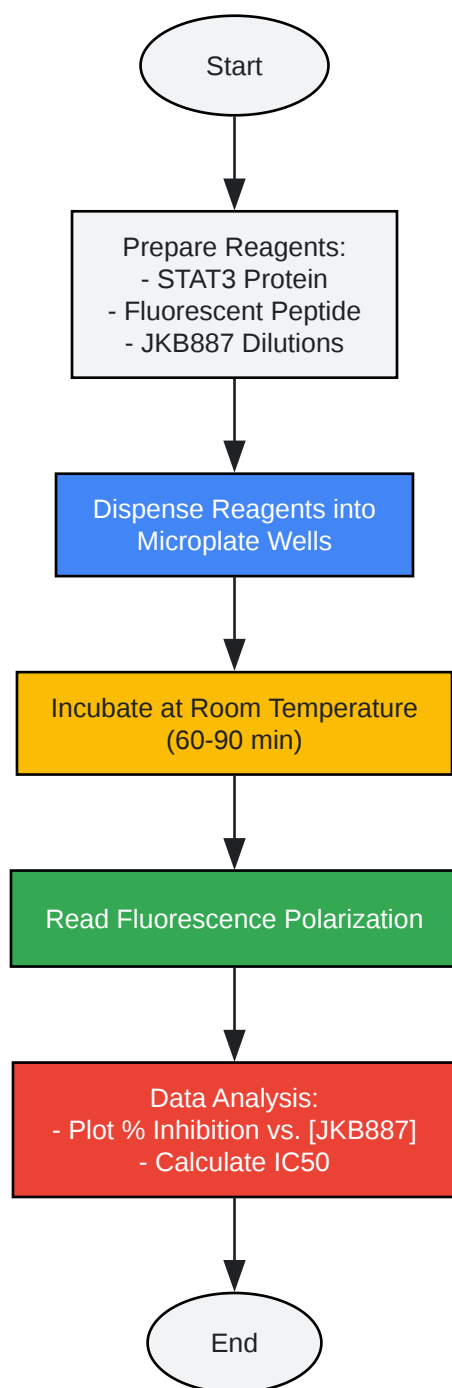 Start
Prepare Reagents:
- STAT3 Protein
- Fluorescent Peptide
- JKB887 Dilutions
Dispense Reagents into
Microplate Wells
Incubate at Room Temperature
(60-90 min)
Read Fluorescence Polarization
Data Analysis:
- Plot % Inhibition vs. [JKB887]
- Calculate IC50
End